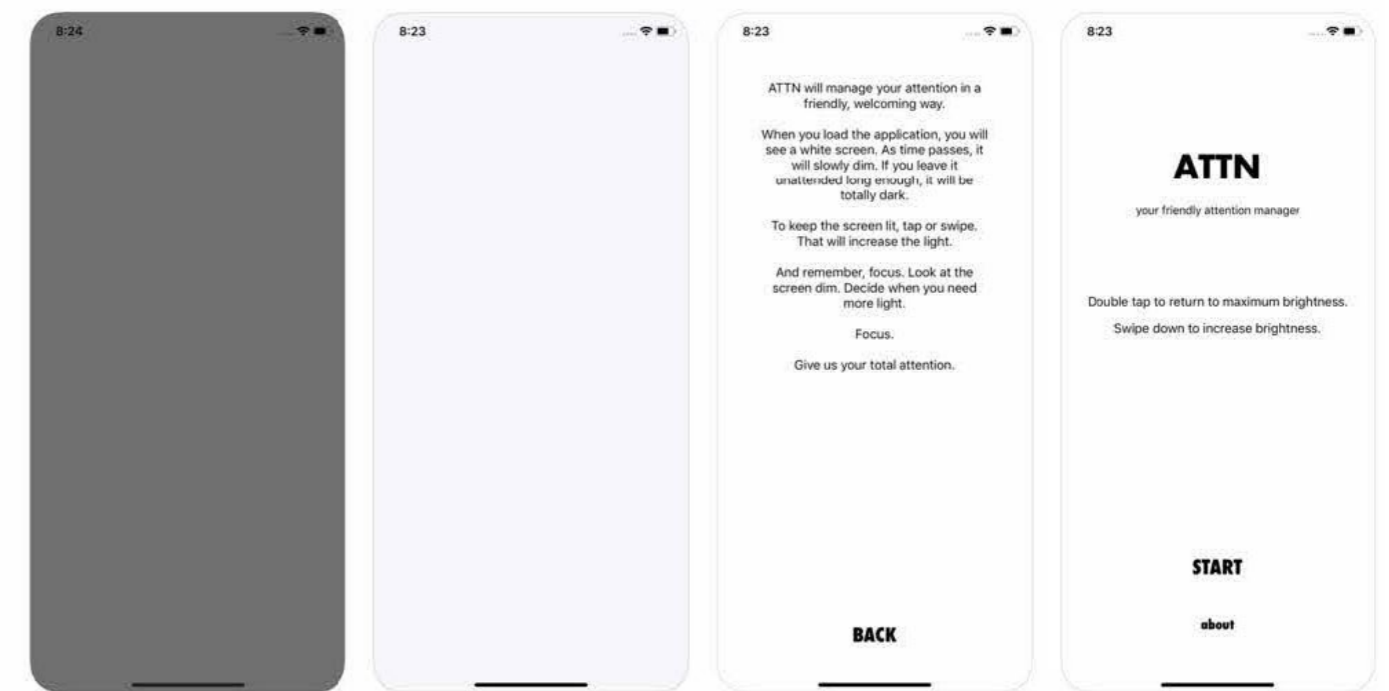 8:24
8:23
8:23
ATTN will manage your attention in a
friendly, welcoming way.
When you load the application, you will
see a white screen. As time passes, it
will slowly dim. If you leave it
unattended long enough, it will be
totally dark.
To keep the screen lit, tap or swipe.
That will increase the light.
And remember, focus. Look at the
screen dim. Decide when you need
more light.
Focus.
Give us your total attention.
BACK
8:23
ATTN
your friendly attention manager
Double tap to return to maximum brightness.
Swipe down to increase brightness.
START
about